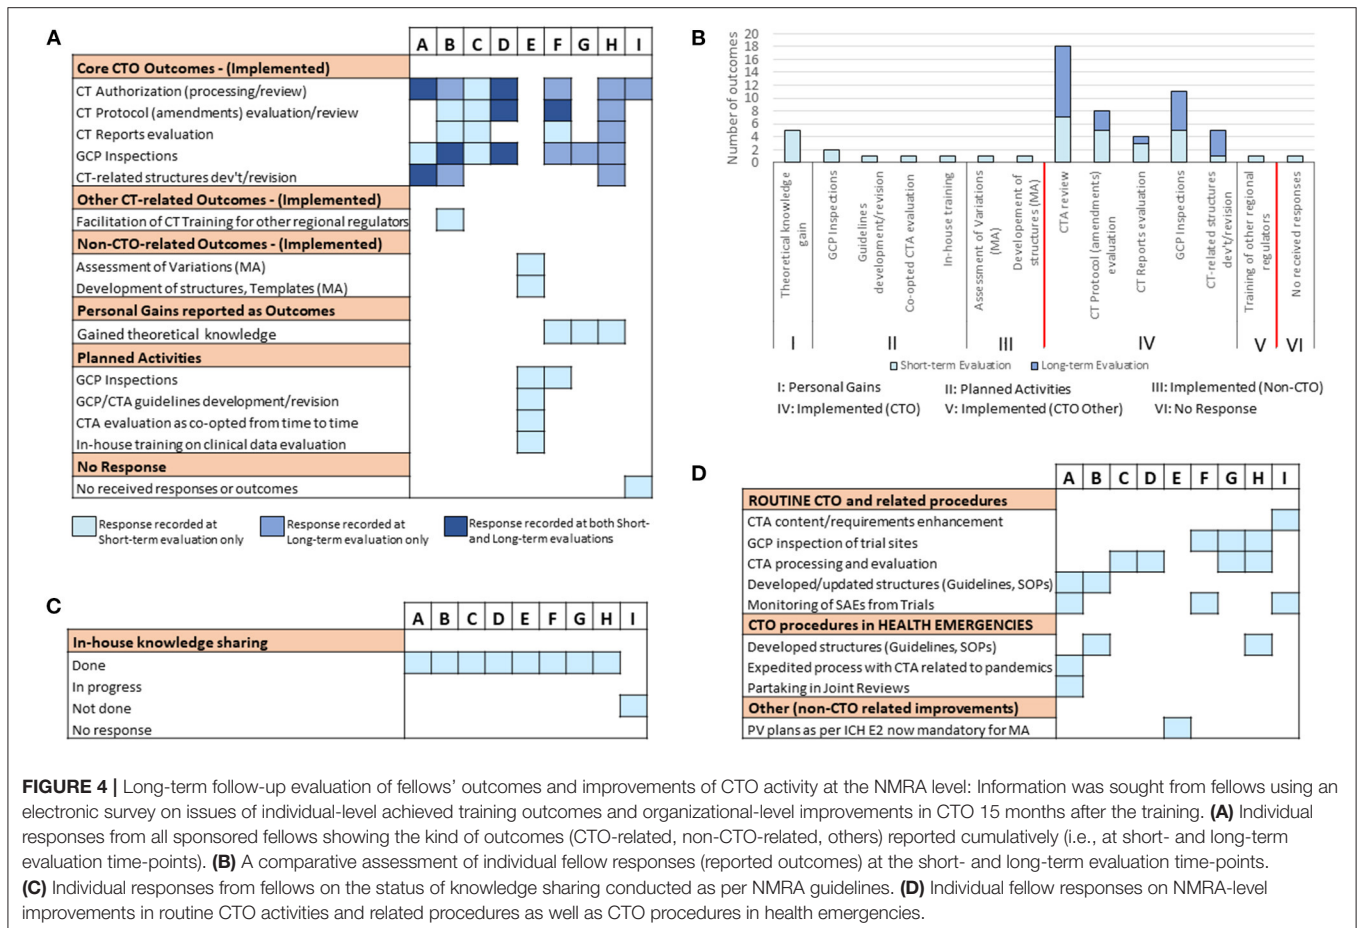 A
A B C D E F G H I
Core CTO Outcomes - (Implemented)
CT Authorization (processing/review)
CT Protocol (amendments) evaluation/review
CT Reports evaluation
GCP Inspections
CT-related structures dev't/revision
Other CT-related Outcomes - (Implemented)
Facilitation of CT Training for other regional regulators
Non-CTO-related Outcomes - (Implemented)
Assessment of Variations (MA)
Development of structures, Templates (MA)
Personal Gains reported as Outcomes
Gained theoretical knowledge
Planned Activities
GCP Inspections
GCP/CTA guidelines development/revision
CTA evaluation as co-opted from time to time
In-house training on clinical data evaluation
No Response
No received responses or outcomes
Response recorded at
Short-term evaluation only
Response recorded at
Long-term evaluation only
Response recorded at both Short-
and Long-term evaluations
B
Number of outcomes
20
18
16
14
12
10
8
6
4
2
0
Theoretical knowledge
gain
GCP Inspections
Guidelines
development/revision
Co-opted CTA evaluation
In-house training
Assessment of Variations
(MA)
Developement of
structures (MA)
CTA review
CT Protocol (amendments)
evaluation
CT Reports evaluation
GCP Inspections
CT-related structures
dev't/revision
Training of other regional
regulators
No received responses
I II III IV V VI
Short-term Evaluation Long-term Evaluation
I: Personal Gains II: Planned Activities III: Implemented (Non-CTO)
IV: Implemented (CTO) V: Implemented (CTO Other) VI: No Response
C
A B C D E F G H I
In-house knowledge sharing
Done
In progress
Not done
No response
D
A B C D E F G H I
ROUTINE CTO and related procedures
CTA content/requirements enhancement
GCP inspection of trial sites
CTA processing and evaluation
Developed/updated structures (Guidelines, SOPs)
Monitoring of SAEs from Trials
CTO procedures in HEALTH EMERGENCIES
Developed structures (Guidelines, SOPs)
Expedited process with CTA related to pandemics
Partaking in Joint Reviews
Other (non-CTO related improvements)
PV plans as per ICH E2 now mandatory for MA
FIGURE 4 | Long-term follow-up evaluation of fellows' outcomes and improvements of CTO activity at the NMRA level: Information was sought from fellows using an
electronic survey on issues of individual-level achieved training outcomes and organizational-level improvements in CTO 15 months after the training. (A) Individual
responses from all sponsored fellows showing the kind of outcomes (CTO-related, non-CTO-related, others) reported cumulatively (i.e., at short- and long-term
evaluation time-points). (B) A comparative assessment of individual fellow responses (reported outcomes) at the short- and long-term evaluation time-points.
(C) Individual responses from fellows on the status of knowledge sharing conducted as per NMRA guidelines. (D) Individual fellow responses on NMRA-level
improvements in routine CTO activities and related procedures as well as CTO procedures in health emergencies.